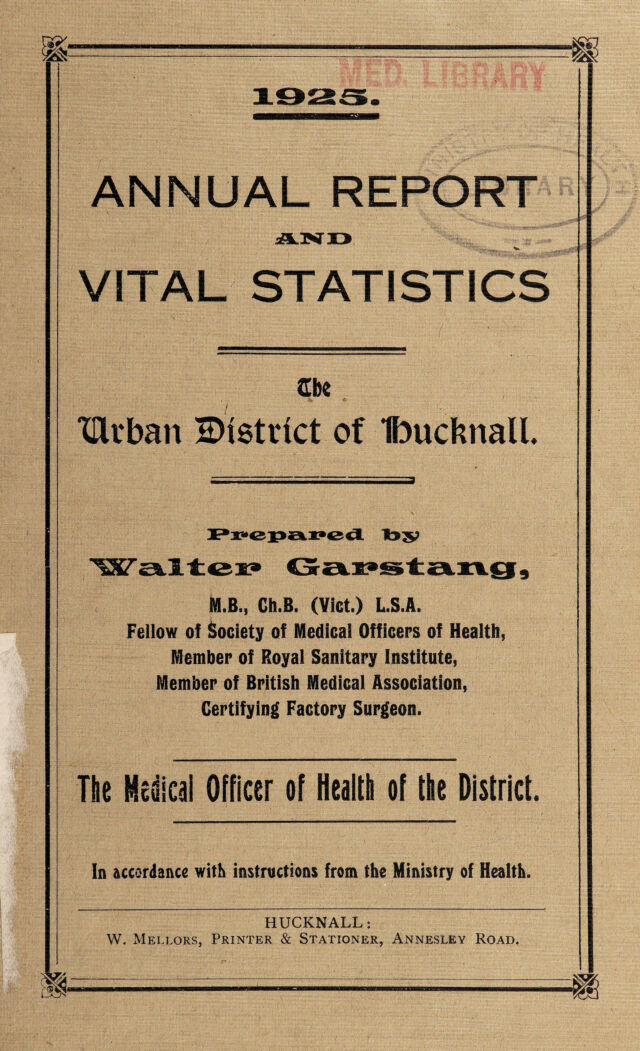 MED. LIBRARY
1925.
ANNUAL REPORT
AND
VITAL STATISTICS
The
Urban District of Hucknall.
Prepared by
Walter Garstang,
M.B., Ch.B. (Vict.) L.S.A.
Fellow of Society of Medical Officers of Health,
Member of Royal Sanitary Institute,
Member of British Medical Association,
Certifying Factory Surgeon.
The Medical Officer of Health of the District.
In accordance with instructions from the Ministry of Health.
HUCKNALL:
W. Mellors, Printer & Stationer, Annesley Road.